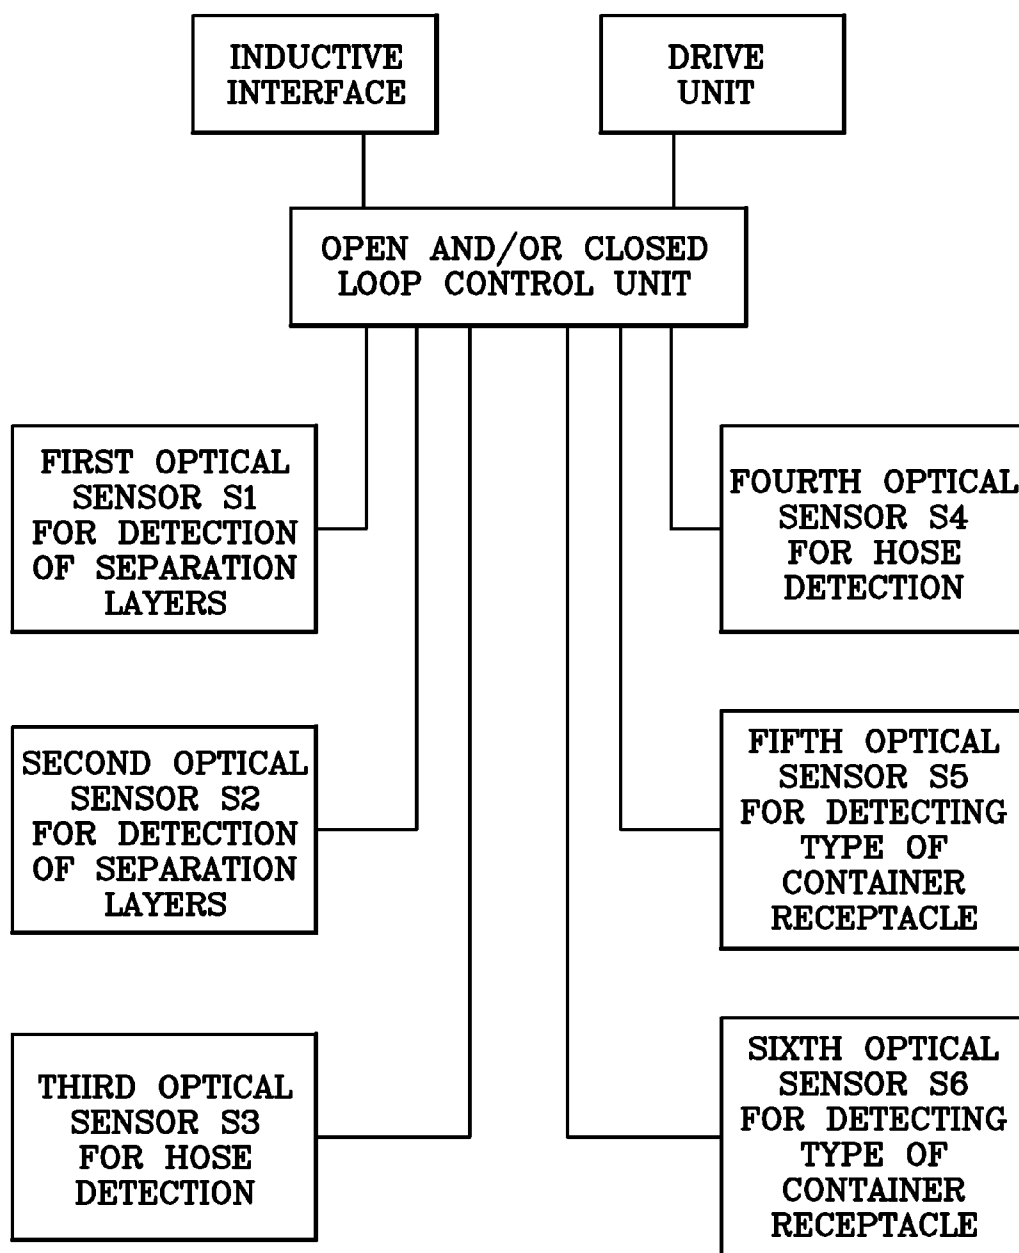 INDUCTIVE
INTERFACE
DRIVE
UNIT
OPEN AND/OR CLOSED
LOOP CONTROL UNIT
FIRST OPTICAL
SENSOR S1
FOR DETECTION
OF SEPARATION
LAYERS
FOURTH OPTICAL
SENSOR S4
FOR HOSE
DETECTION
SECOND OPTICAL
SENSOR S2
FOR DETECTION
OF SEPARATION
LAYERS
FIFTH OPTICAL
SENSOR S5
FOR DETECTING
TYPE OF
CONTAINER
RECEPTACLE
THIRD OPTICAL
SENSOR S3
FOR HOSE
DETECTION
SIXTH OPTICAL
SENSOR S6
FOR DETECTING
TYPE OF
CONTAINER
RECEPTACLE